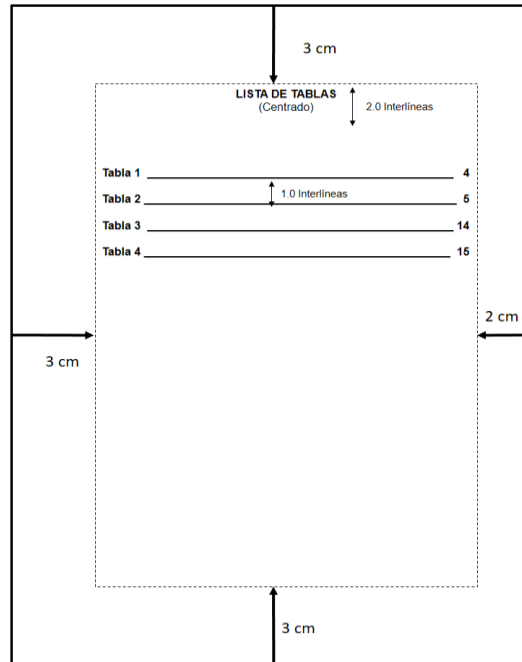 3 cm
LISTA DE TABLAS
(Centrado)
2.0 Interlíneas
Tabla 1 4
1.0 Interlíneas
Tabla 2 5
Tabla 3 14
Tabla 4 15
2 cm
3 cm
3 cm